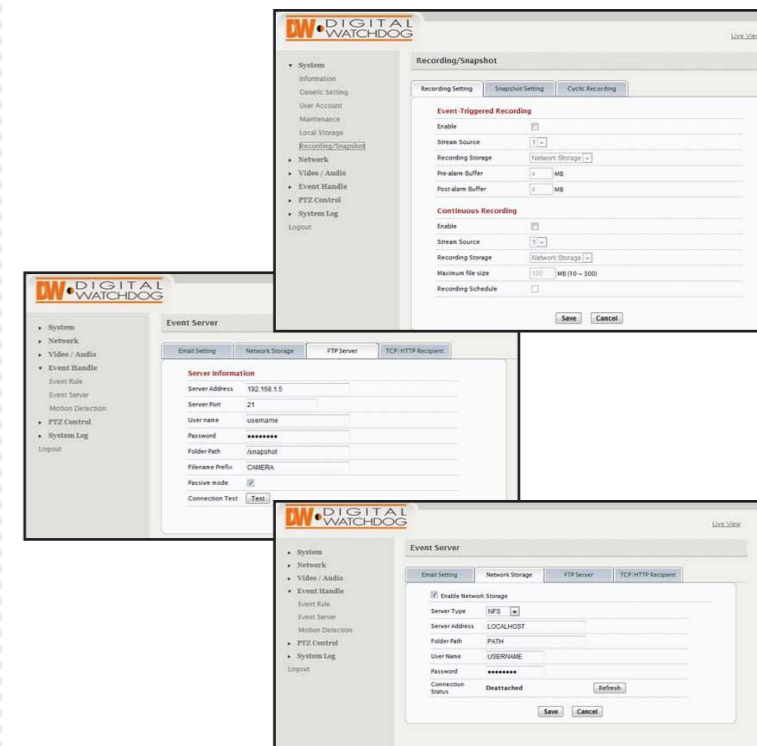 DW DIGITAL WATCHDOG
Live View
System
Information
Generic Setting
User Account
Maintenance
Local Storage
Recording/Snapshot
Network
Video / Audio
Event Handle
PTZ Control
System Log
Logout
Recording/Snapshot
Recording Setting Snapshot Setting Cyclic Recording
Event-Triggered Recording
Enable
Stream Source 1
Recording Storage Network Storage
Pre-alarm Buffer 4 MB
Post-alarm Buffer 4 MB
Continuous Recording
Enable
Stream Source 1
Recording Storage Network Storage
Maximum file size 100 MB (10 ~ 300)
Recording Schedule
Save Cancel
DW DIGITAL WATCHDOG
System
Network
Video / Audio
Event Handle
Event Rule
Event Server
Motion Detection
PTZ Control
System Log
Logout
Event Server
Email Setting Network Storage FTP Server TCP/HTTP Recipient
Server Information
Server Address 192.168.1.5
Server Port 21
User name username
Password ••••••••
Folder Path /snapshot
Filename Prefix CAMERA
Passive mode
Connection Test Test
DW DIGITAL WATCHDOG
Live View
System
Network
Video / Audio
Event Handle
Event Rule
Event Server
Motion Detection
PTZ Control
System Log
Logout
Event Server
Email Setting Network Storage FTP Server TCP/HTTP Recipient
Enable Network Storage
Server Type NFS
Server Address LOCALHOST
Folder Path PATH
User Name USERNAME
Password ••••••••
Connection Status Deattached Refresh
Save Cancel